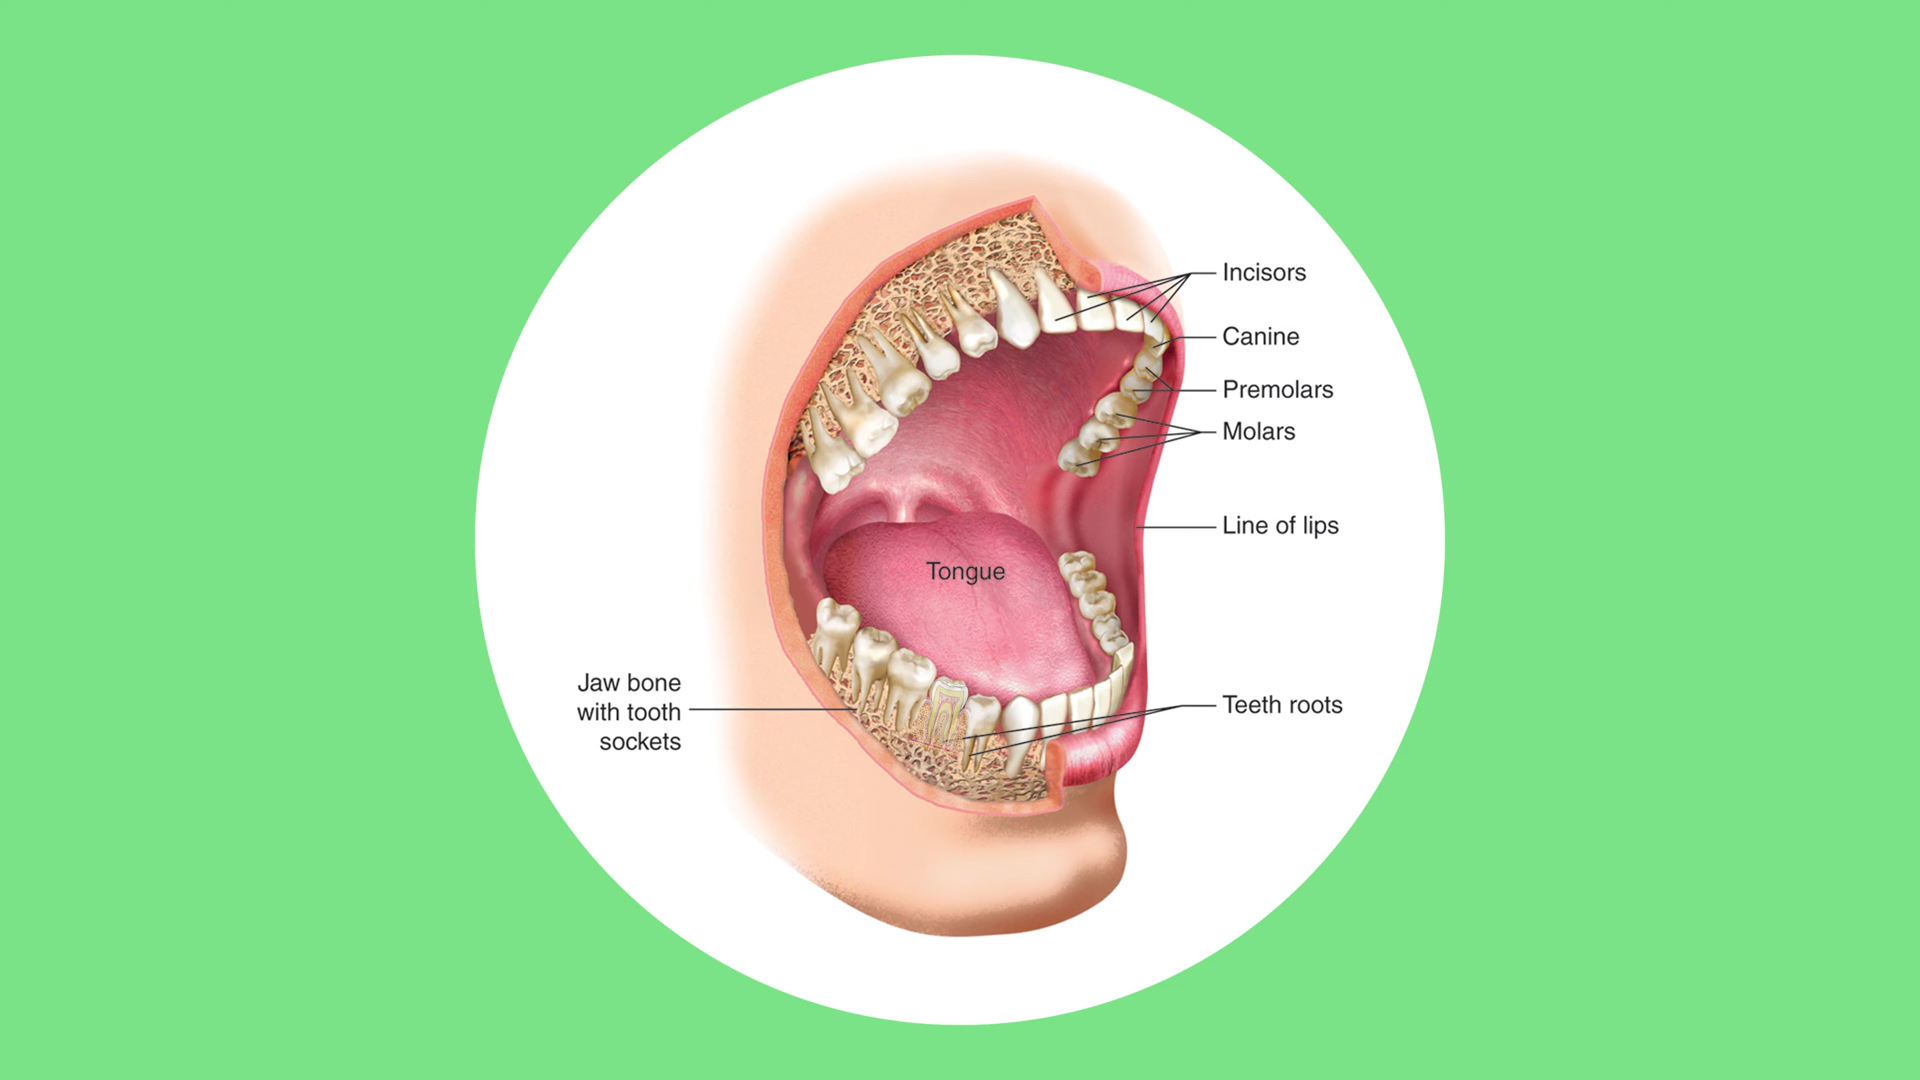 Incisors
Canine
Premolars
Molars
Line of lips
Tongue
Jaw bone
with tooth
sockets
Teeth roots